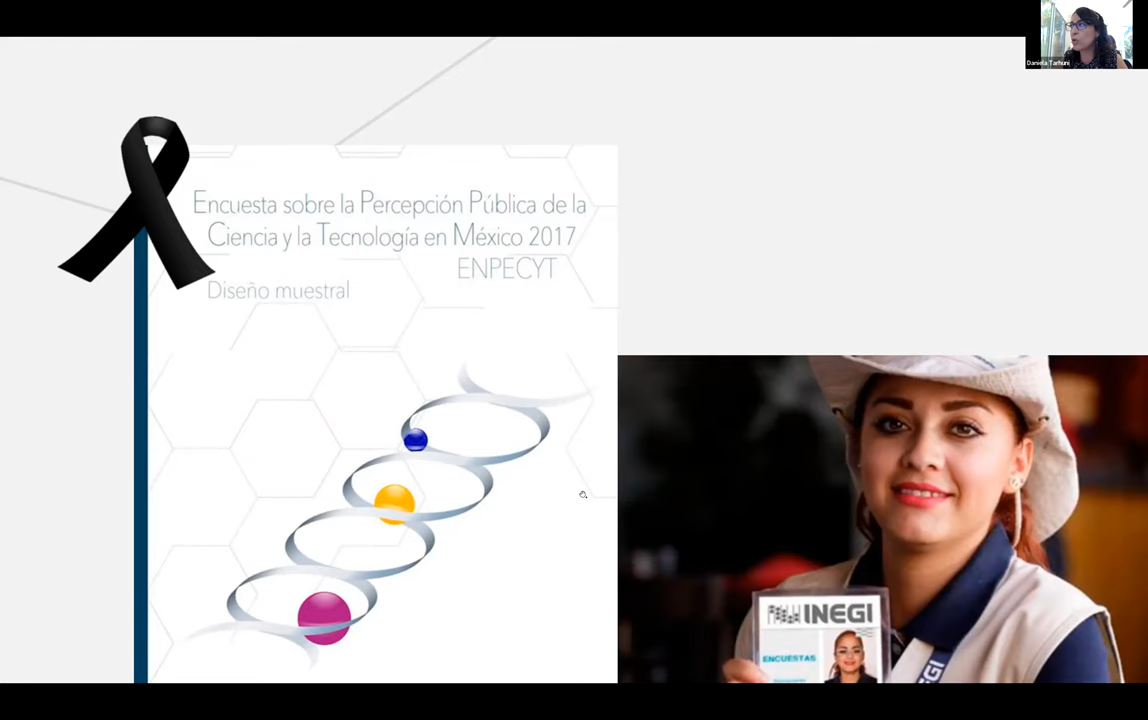 Daniela Tarhuni
Encuesta sobre la Percepción Pública de la
Ciencia y la Tecnología en México 2017
ENPECYT
Diseño muestral
INEGI
ENCUESTAS
INEGI